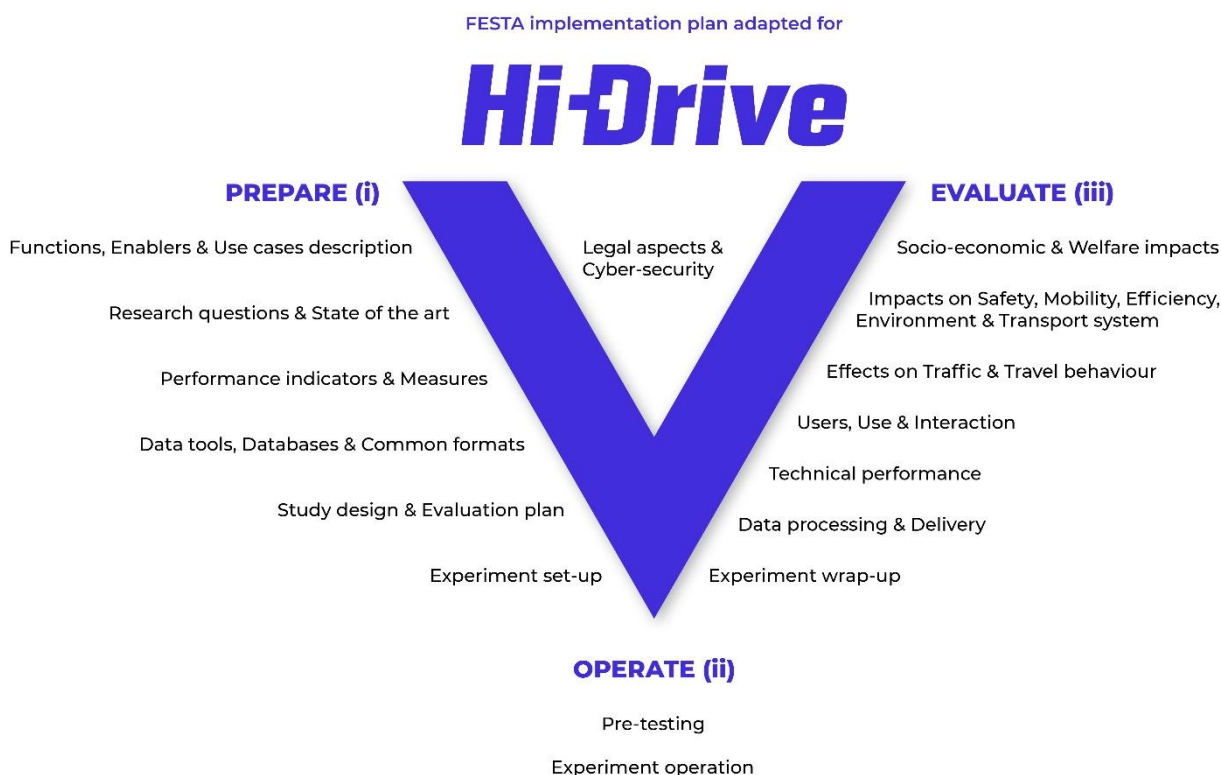 FESTA implementation plan adapted for
Hi-Drive
PREPARE (i)
Functions, Enablers & Use cases description
Research questions & State of the art
Performance indicators & Measures
Data tools, Databases & Common formats
Study design & Evaluation plan
Experiment set-up
Legal aspects &
Cyber-security
EVALUATE (iii)
Socio-economic & Welfare impacts
Impacts on Safety, Mobility, Efficiency,
Environment & Transport system
Effects on Traffic & Travel behaviour
Users, Use & Interaction
Technical performance
Data processing & Delivery
Experiment wrap-up
OPERATE (ii)
Pre-testing
Experiment operation